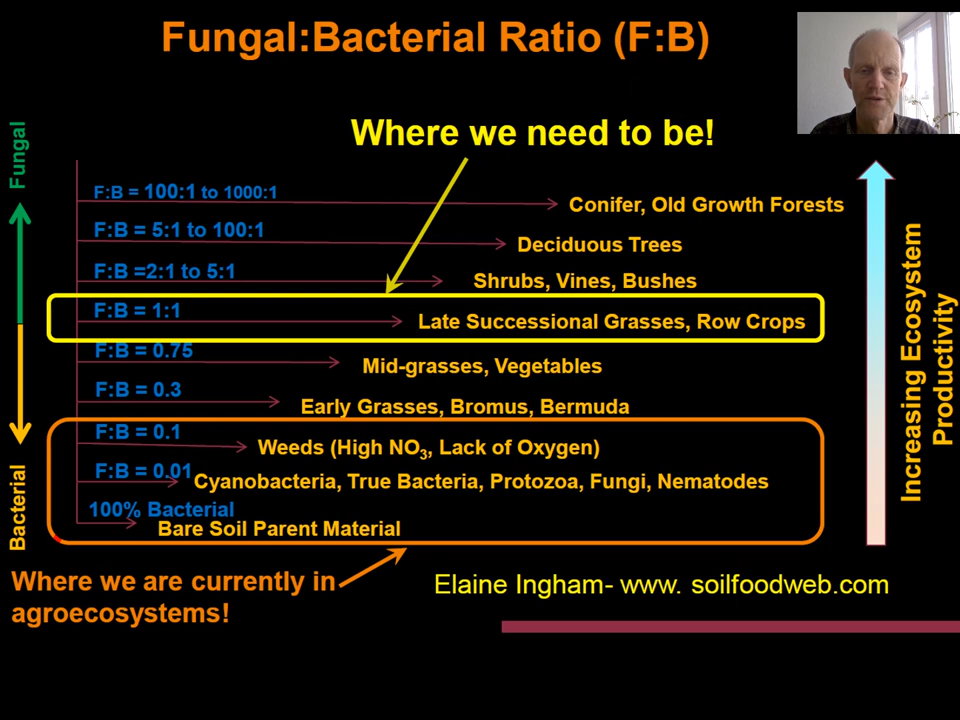 Fungal:Bacterial Ratio (F:B)
Where we need to be!
Fungal
Bacterial
F:B = 100:1 to 1000:1
Conifer, Old Growth Forests
F:B = 5:1 to 100:1
Deciduous Trees
F:B =2:1 to 5:1
Shrubs, Vines, Bushes
F:B = 1:1
Late Successional Grasses, Row Crops
F:B = 0.75
Mid-grasses, Vegetables
F:B = 0.3
Early Grasses, Bromus, Bermuda
F:B = 0.1
Weeds (High NO3, Lack of Oxygen)
F:B = 0.01
Cyanobacteria, True Bacteria, Protozoa, Fungi, Nematodes
100% Bacterial
Bare Soil Parent Material
Increasing Ecosystem
Productivity
Where we are currently in
agroecosystems!
Elaine Ingham- www. soilfoodweb.com